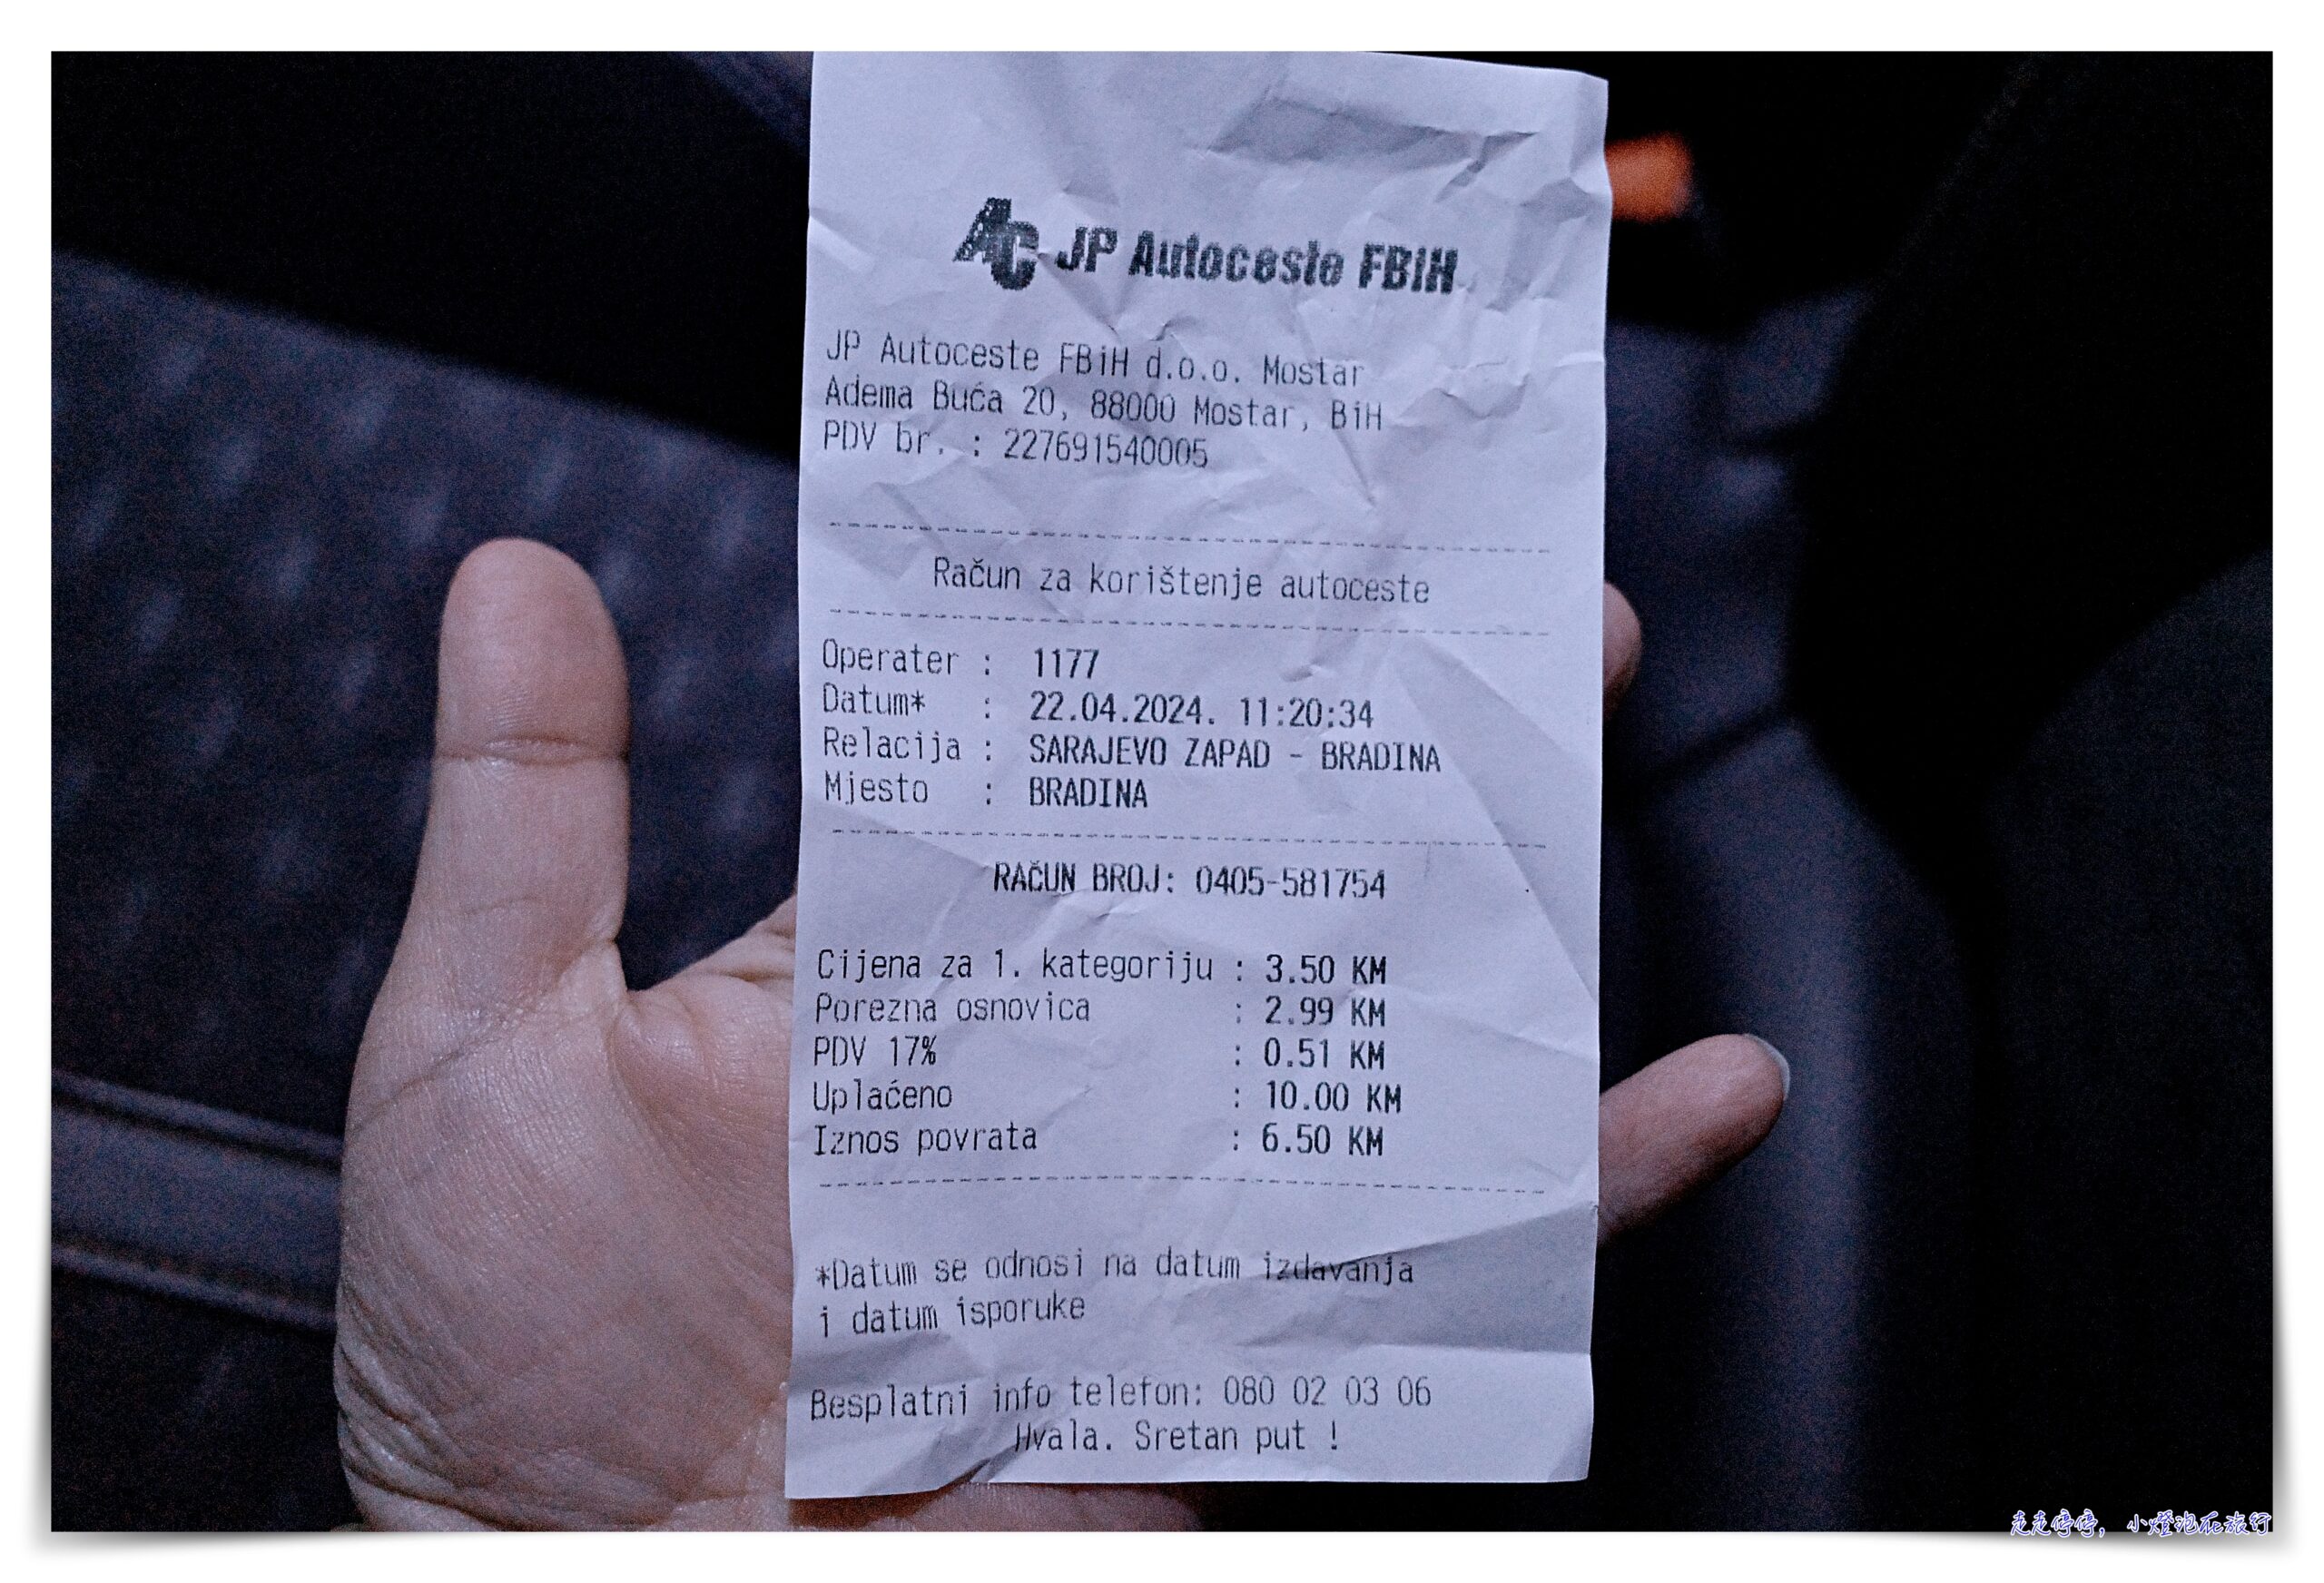 AC JP Autoceste FBIH
JP Autoceste FBiH d.o.o. Mostar
Adema Buća 20, 88000 Mostar, BiH
PDV br. : 227691540005
Račun za korištenje autoceste
Operater : 1177
Datum* : 22.04.2024. 11:20:34
Relacija : SARAJEVO ZAPAD - BRADINA
Mjesto : BRADINA
RAČUN BROJ: 0405-581754
Cijena za 1. kategoriju : 3.50 KM
Porezna osnovica : 2.99 KM
PDV 17% : 0.51 KM
Uplaćeno : 10.00 KM
Iznos povrata : 6.50 KM
*Datum se odnosi na datum izdavanja
i datum isporuke
Besplatni info telefon: 080 02 03 06
Hvala. Sretan put !
走走停停，小燈泡在旅行